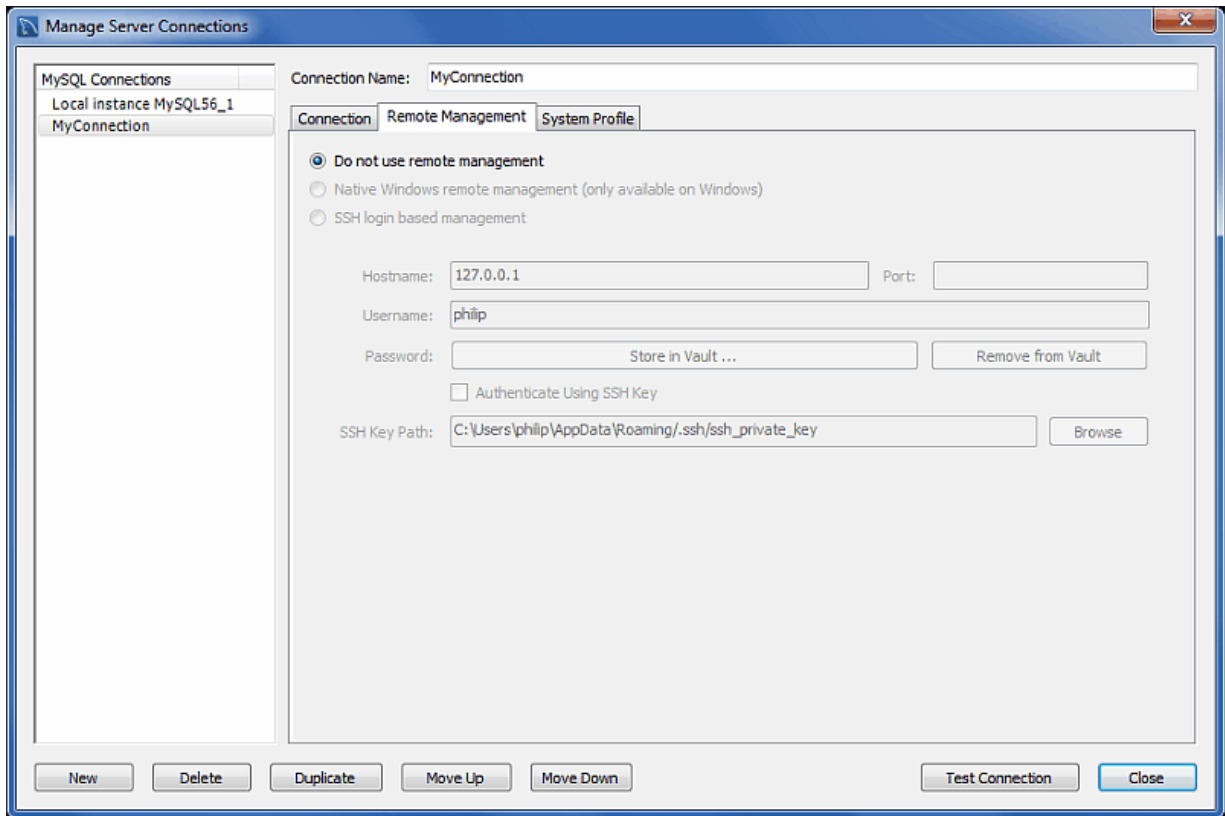 Manage Server Connections
x
MySQL Connections
Local instance MySQL56_1
MyConnection
Connection Name: MyConnection
Connection Remote Management System Profile
Do not use remote management
Native Windows remote management (only available on Windows)
SSH login based management
Hostname: 127.0.0.1 Port:
Username: philip
Password: Store in Vault ... Remove from Vault
Authenticate Using SSH Key
SSH Key Path: C:\Users\philip\AppData\Roaming/.ssh/ssh_private_key Browse
New Delete Duplicate Move Up Move Down Test Connection Close